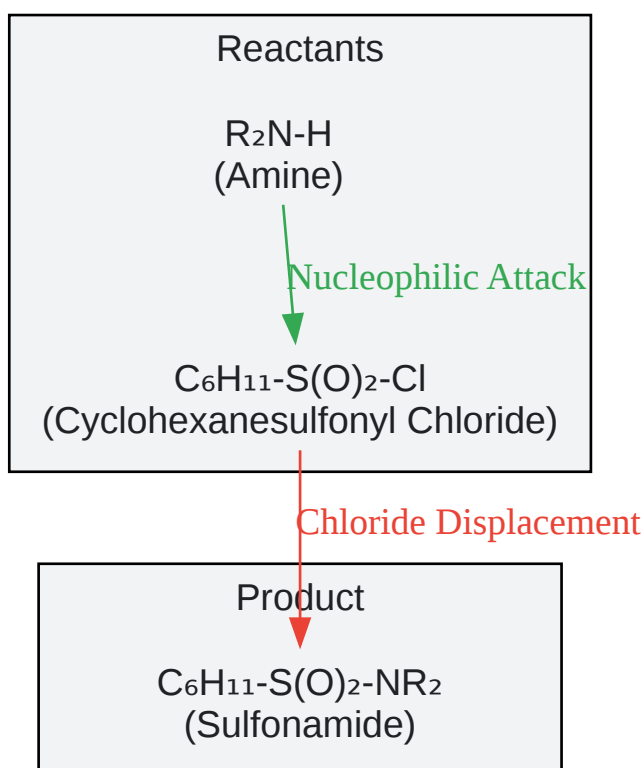 Reactants
R₂N-H
(Amine)
Nucleophilic Attack
C₆H₁₁-S(O)₂-Cl
(Cyclohexanesulfonyl Chloride)
Chloride Displacement
Product
C₆H₁₁-S(O)₂-NR₂
(Sulfonamide)